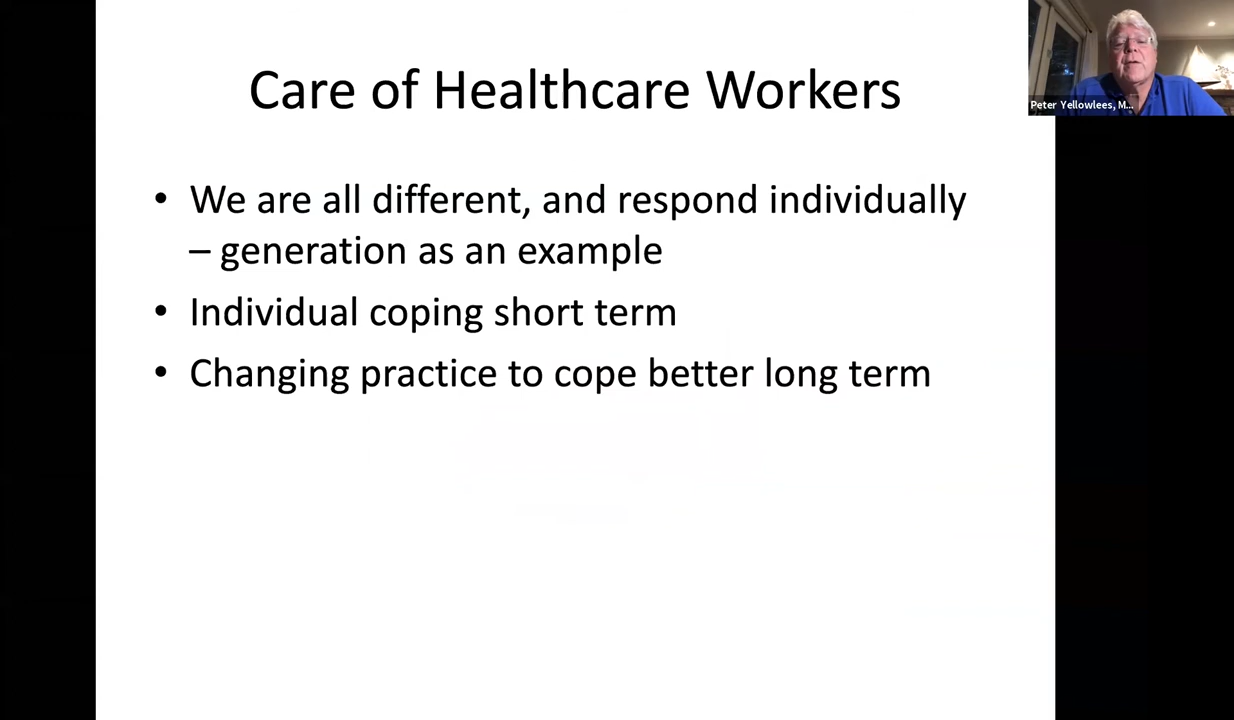 Care of Healthcare Workers
Peter Yellowlees, M...
• We are all different, and respond individually
– generation as an example
• Individual coping short term
• Changing practice to cope better long term